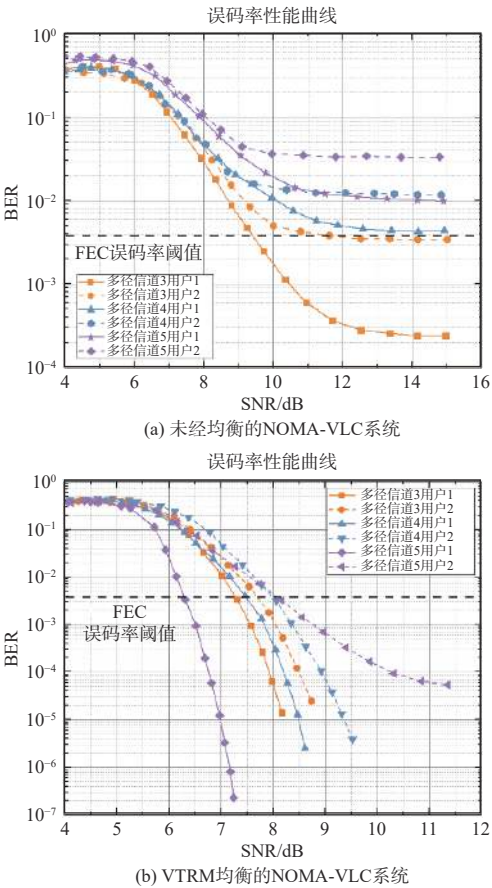 误码率性能曲线
10⁰
10⁻¹
10⁻²
10⁻³
10⁻⁴
BER
FEC误码率阈值
多径信道3用户1
多径信道3用户2
多径信道4用户1
多径信道4用户2
多径信道5用户1
多径信道5用户2
4 6 8 10 12 14 16
SNR/dB
(a) 未经均衡的NOMA-VLC系统
误码率性能曲线
10⁰
10⁻¹
10⁻²
10⁻³
10⁻⁴
10⁻⁵
10⁻⁶
10⁻⁷
BER
多径信道3用户1
多径信道3用户2
多径信道4用户1
多径信道4用户2
多径信道5用户1
多径信道5用户2
FEC
误码率阈值
4 5 6 7 8 9 10 11 12
SNR/dB
(b) VTRM均衡的NOMA-VLC系统